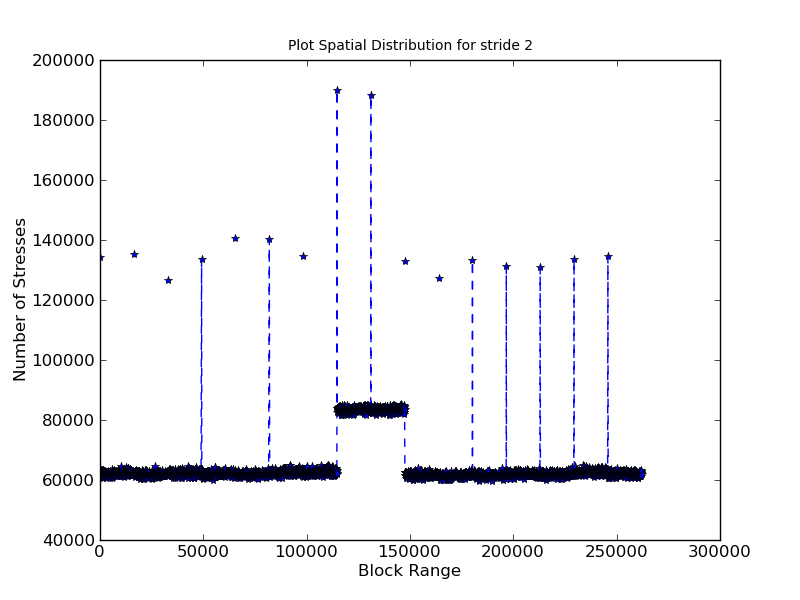 Plot Spatial Distribution for stride 2
200000
180000
160000
140000
120000
100000
80000
60000
40000
Number of Stresses
0 50000 100000 150000 200000 250000 300000
Block Range